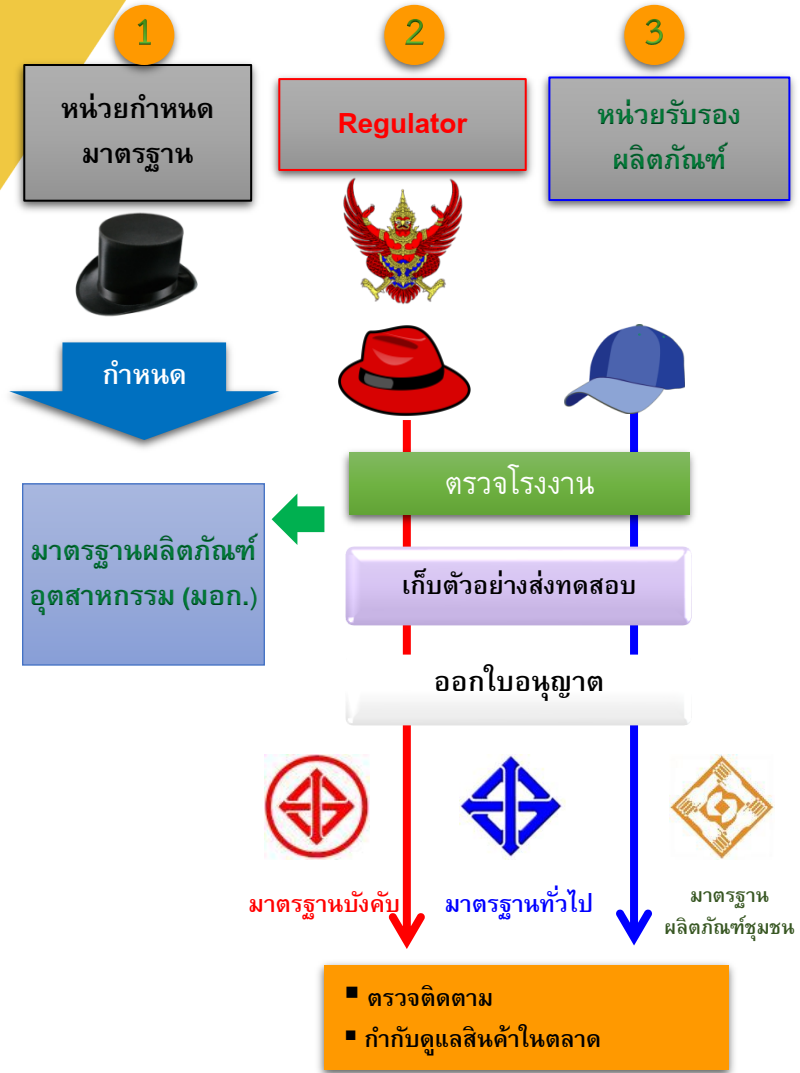 1
2
3
หน่วยกำหนด
มาตรฐาน
Regulator
หน่วยรับรอง
ผลิตภัณฑ์
กำหนด
ตรวจโรงงาน
มาตรฐานผลิตภัณฑ์
อุตสาหกรรม (มอก.)
เก็บตัวอย่างส่งทดสอบ
ออกใบอนุญาต
มาตรฐานบังคับ
มาตรฐานทั่วไป
มาตรฐาน
ผลิตภัณฑ์ชุมชน
▪ ตรวจติดตาม
▪ กำกับดูแลสินค้าในตลาด